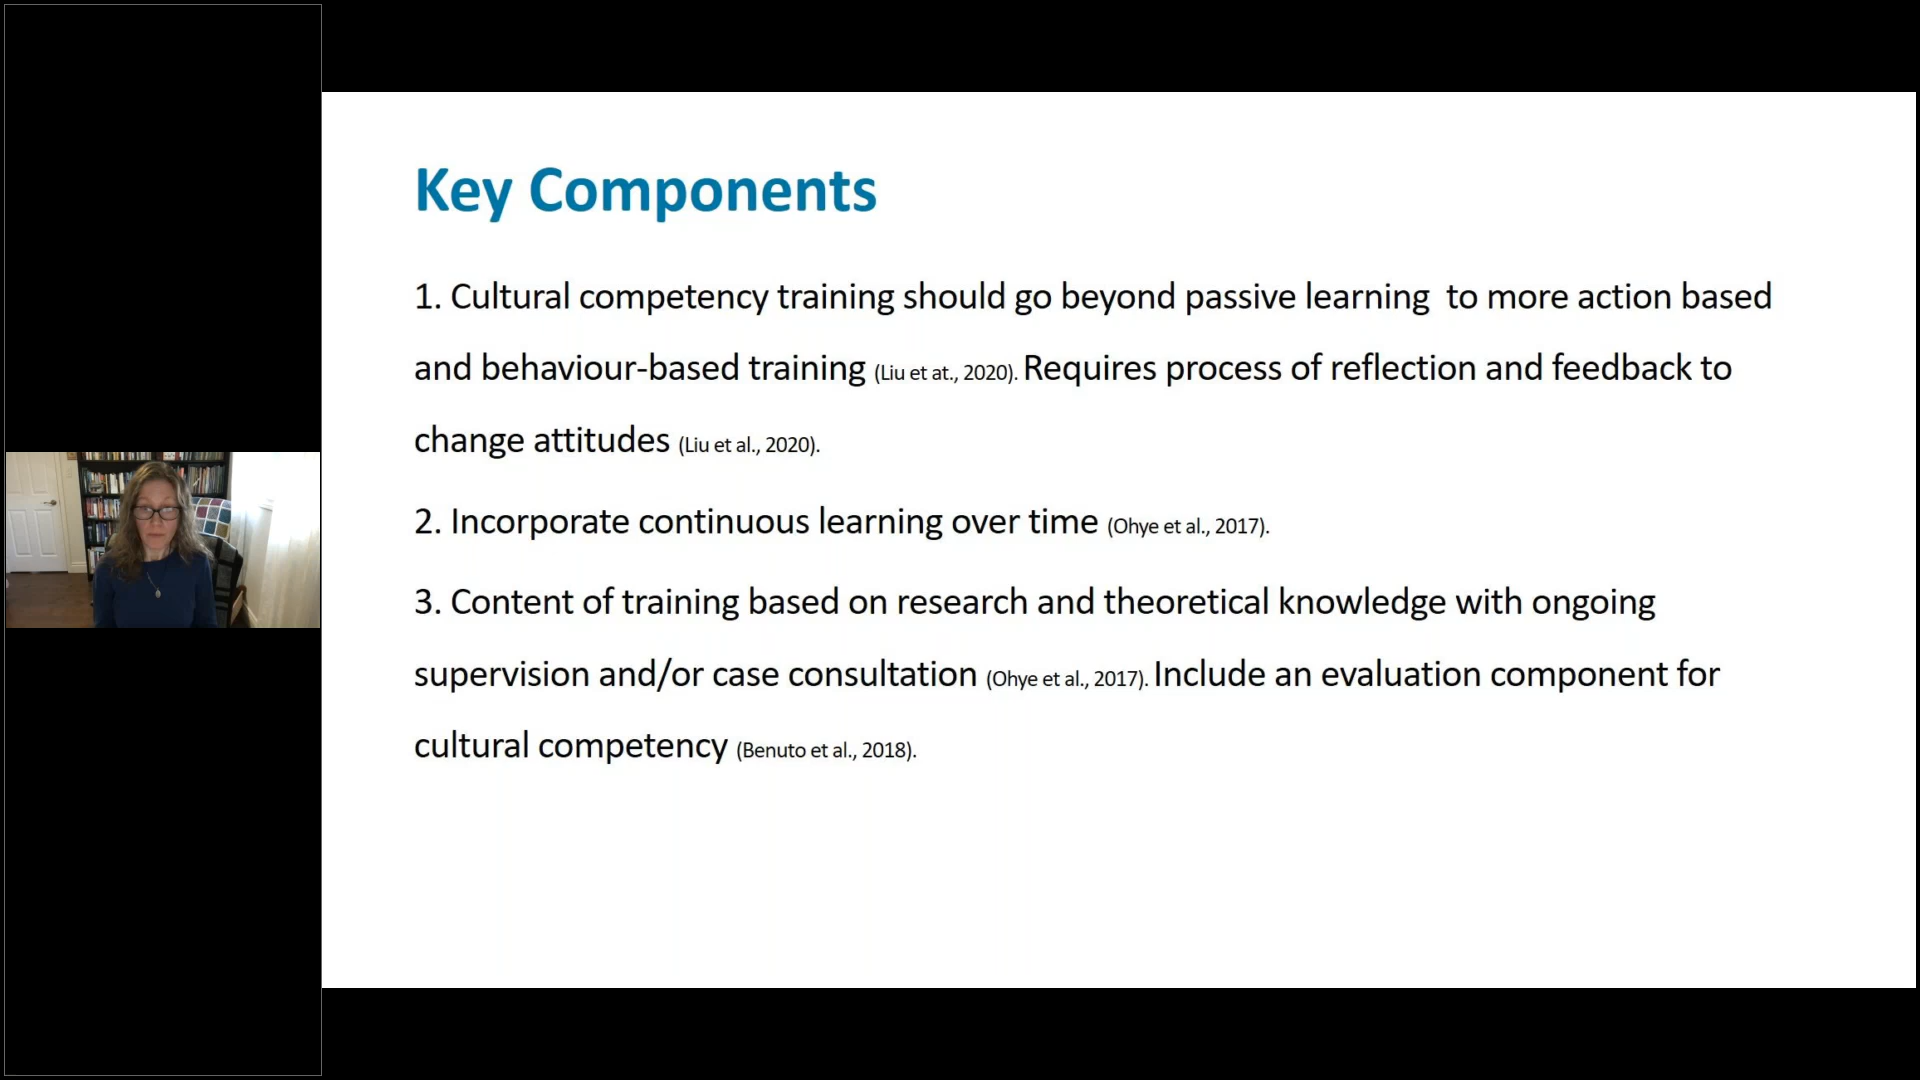 Key Components
1. Cultural competency training should go beyond passive learning  to more action based
and behaviour-based training (Liu et at., 2020). Requires process of reflection and feedback to
change attitudes (Liu et al., 2020).
2. Incorporate continuous learning over time (Ohye et al., 2017).
3. Content of training based on research and theoretical knowledge with ongoing
supervision and/or case consultation (Ohye et al., 2017). Include an evaluation component for
cultural competency (Benuto et al., 2018).